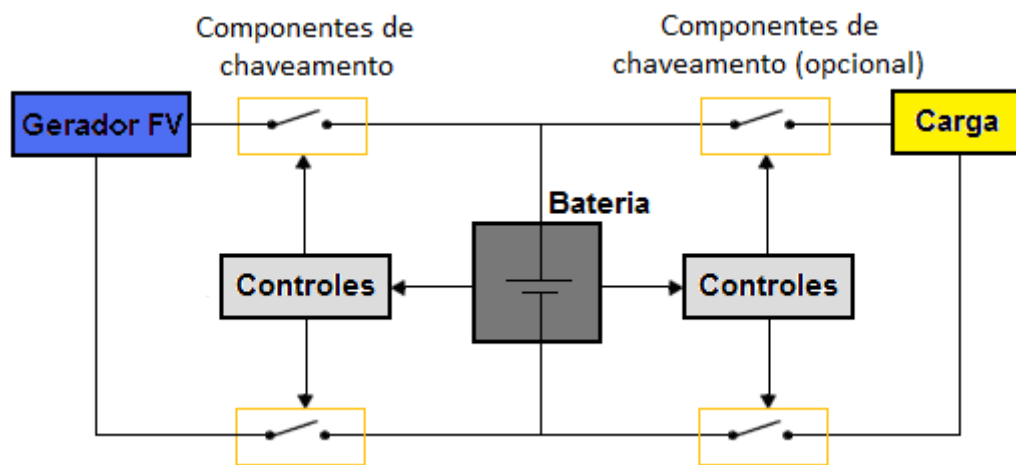 Componentes de
chaveamento
Componentes de
chaveamento (opcional)
Gerador FV
Carga
Bateria
Controles
Controles